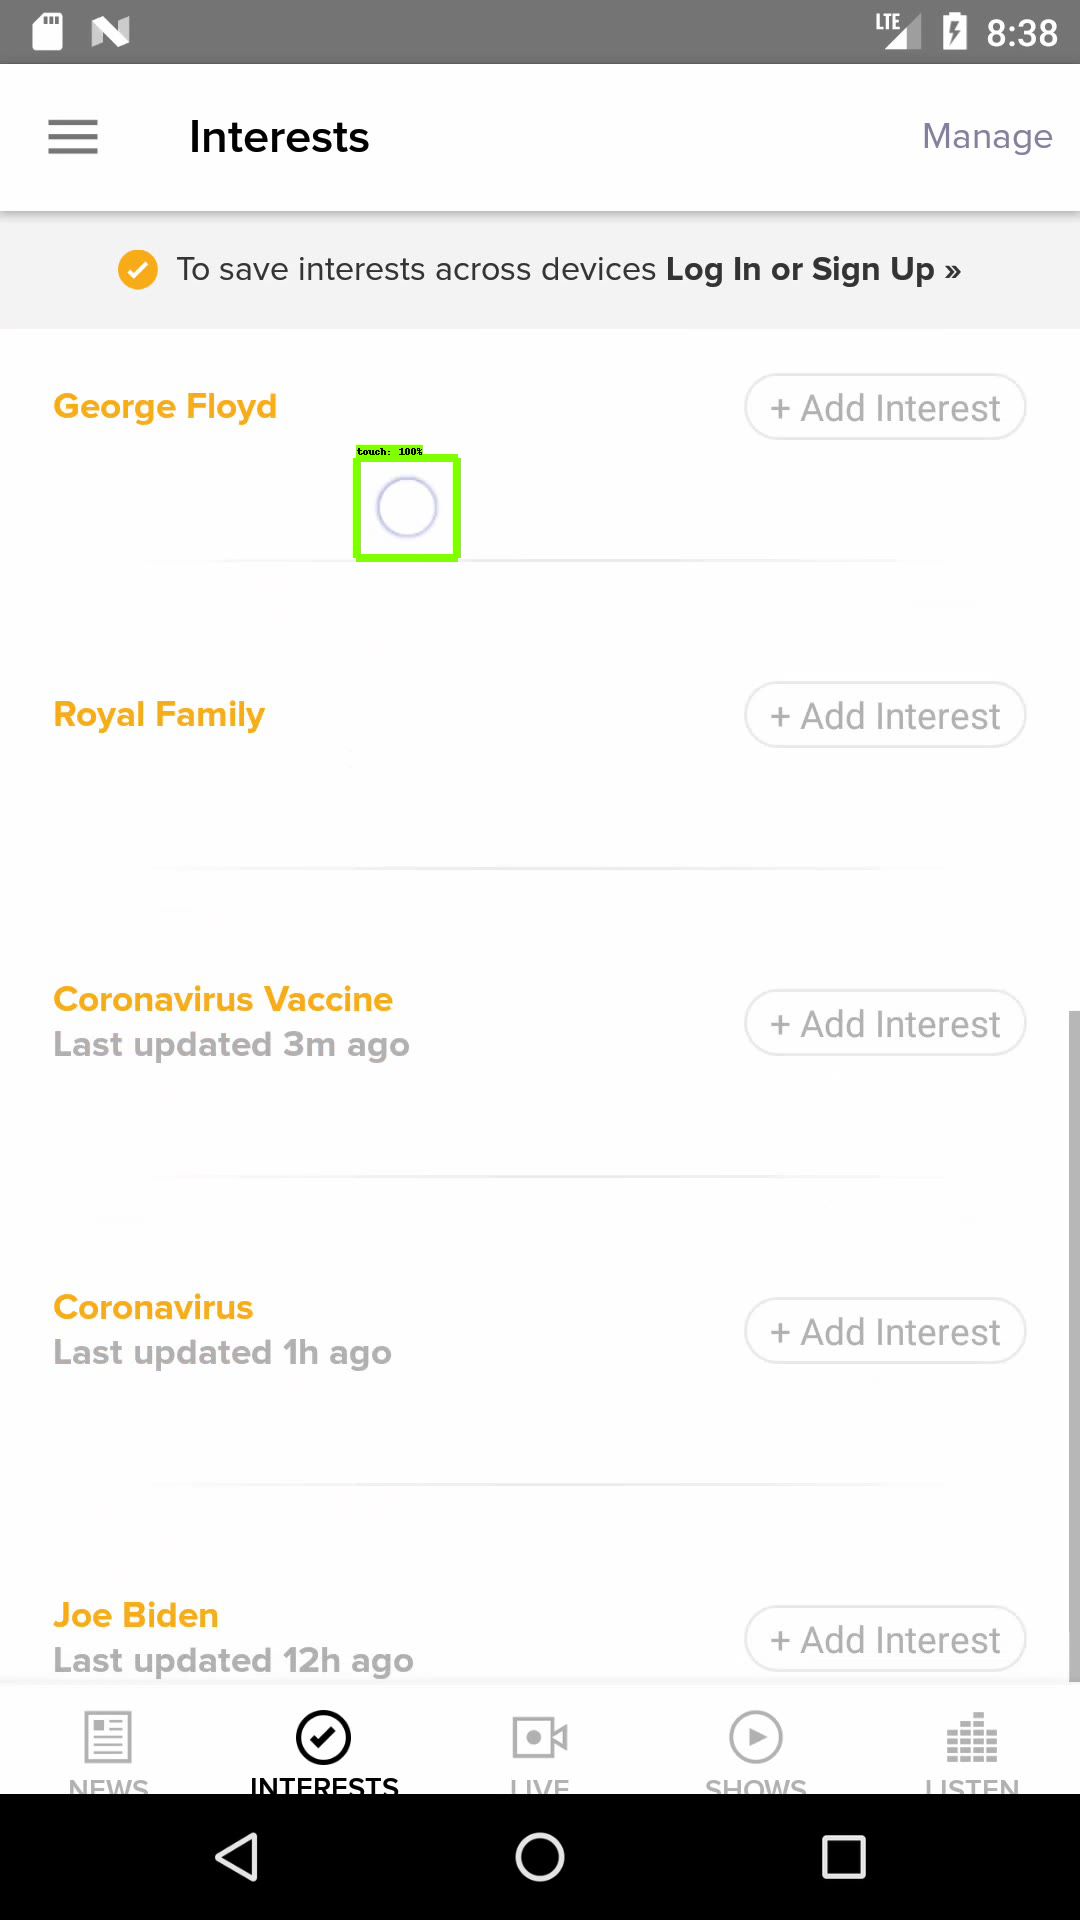 LTE 8:38
Interests Manage
To save interests across devices Log In or Sign Up »
George Floyd + Add Interest
touch: 100%
Royal Family + Add Interest
Coronavirus Vaccine
Last updated 3m ago + Add Interest
Coronavirus
Last updated 1h ago + Add Interest
Joe Biden
Last updated 12h ago + Add Interest
NEWS INTERESTS LIVE SHOWS LISTEN